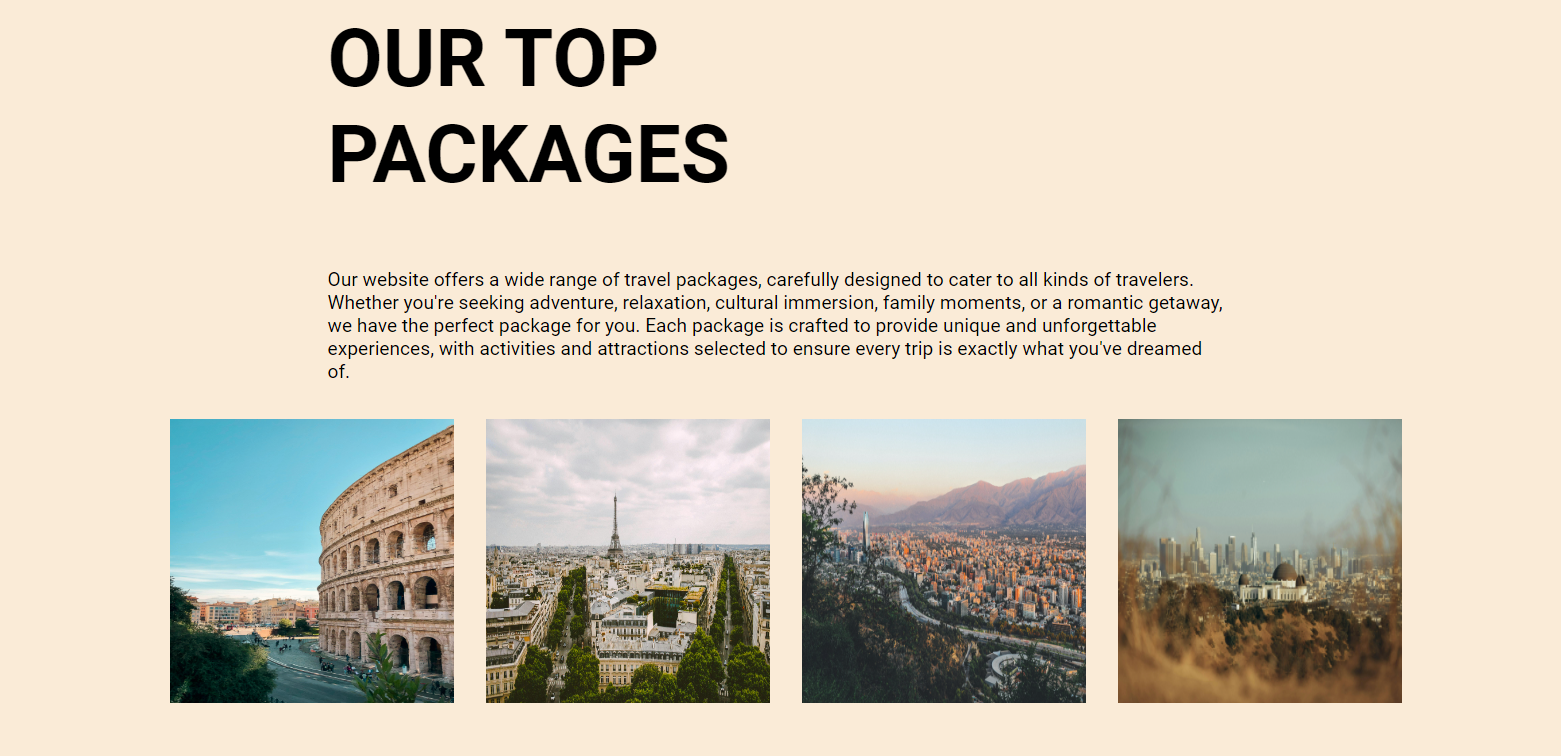 OUR TOP
PACKAGES
Our website offers a wide range of travel packages, carefully designed to cater to all kinds of travelers.
Whether you're seeking adventure, relaxation, cultural immersion, family moments, or a romantic getaway,
we have the perfect package for you. Each package is crafted to provide unique and unforgettable
experiences, with activities and attractions selected to ensure every trip is exactly what you've dreamed
of.